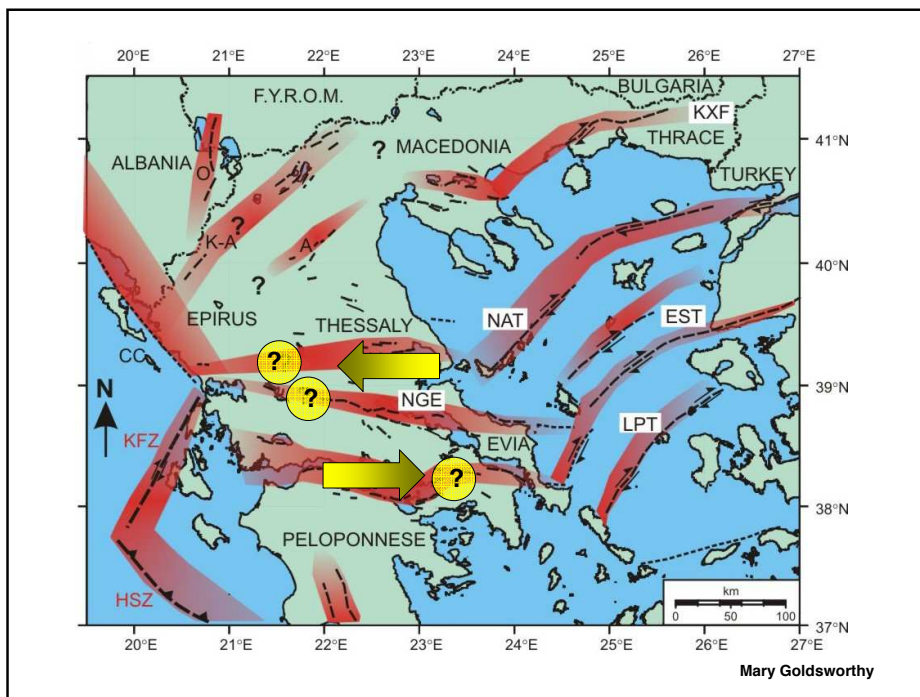 20°E 21°E 22°E 23°E 24°E 25°E 26°E 27°E
BULGARIA
F.Y.R.O.M.
KXF
41°N
? MACEDONIA
THRACE
ALBANIA
O
TURKEY
?
K-A
A
40°N
?
EPIRUS
THESSALY
NAT
EST
CO
?
N
39°N
?
NGE
LPT
KFZ
EVIA
?
38°N
PELOPONNESE
HSZ
km
0 50 100
37°N
20°E 21°E 22°E 23°E 24°E 25°E 26°E 27°E
Mary Goldsworthy